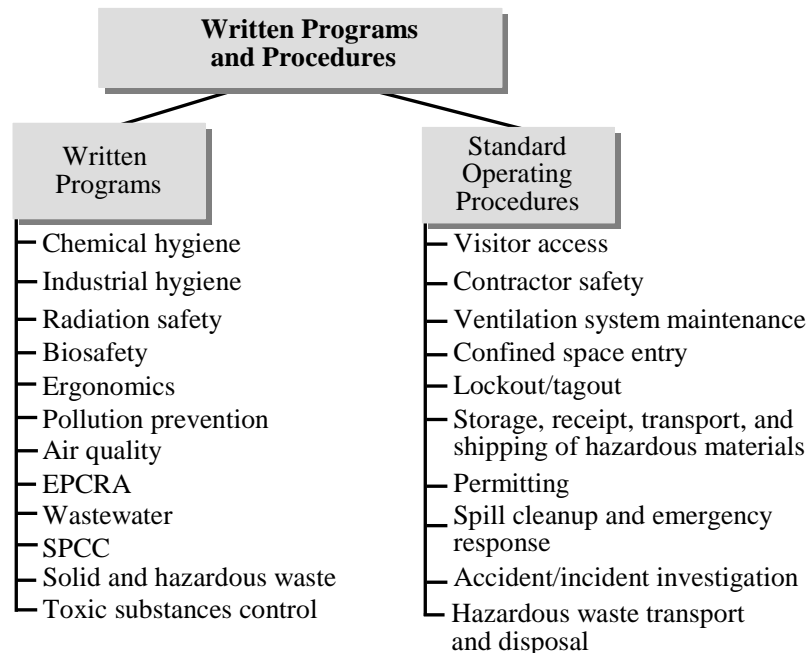 Written Programs
and Procedures
Written
Programs
Chemical hygiene
Industrial hygiene
Radiation safety
Biosafety
Ergonomics
Pollution prevention
Air quality
EPCRA
Wastewater
SPCC
Solid and hazardous waste
Toxic substances control
Standard
Operating
Procedures
Visitor access
Contractor safety
Ventilation system maintenance
Confined space entry
Lockout/tagout
Storage, receipt, transport, and
shipping of hazardous materials
Permitting
Spill cleanup and emergency
response
Accident/incident investigation
Hazardous waste transport
and disposal